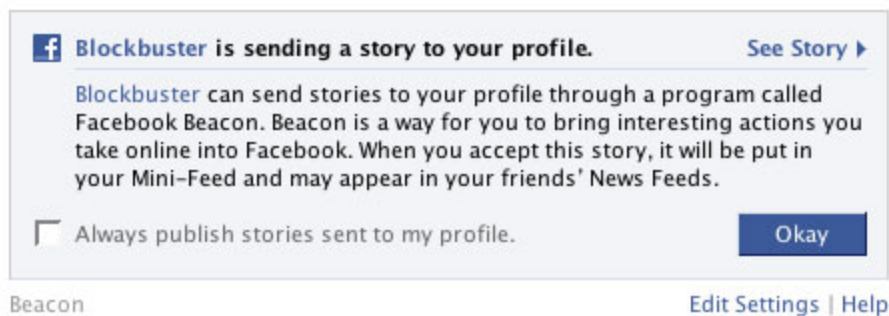 Blockbuster is sending a story to your profile. See Story
Blockbuster can send stories to your profile through a program called
Facebook Beacon. Beacon is a way for you to bring interesting actions you
take online into Facebook. When you accept this story, it will be put in
your Mini-Feed and may appear in your friends' News Feeds.
Always publish stories sent to my profile. Okay
Beacon Edit Settings | Help